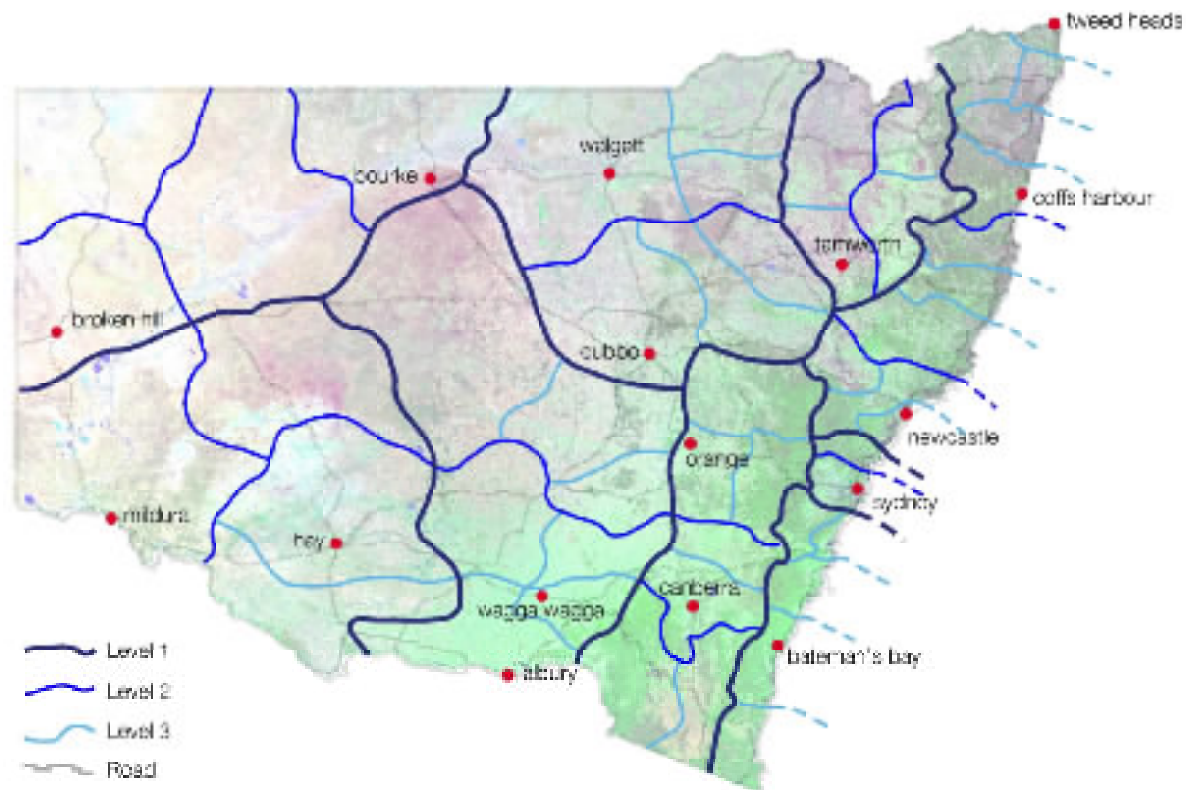 tweed heads
walgett
bourke
coffs harbour
tamworth
broken hill
dubbo
newcastle
orange
sydney
mildura
hay
canberra
wagga wagga
bateman's bay
albury
Level 1
Level 2
Level 3
Road